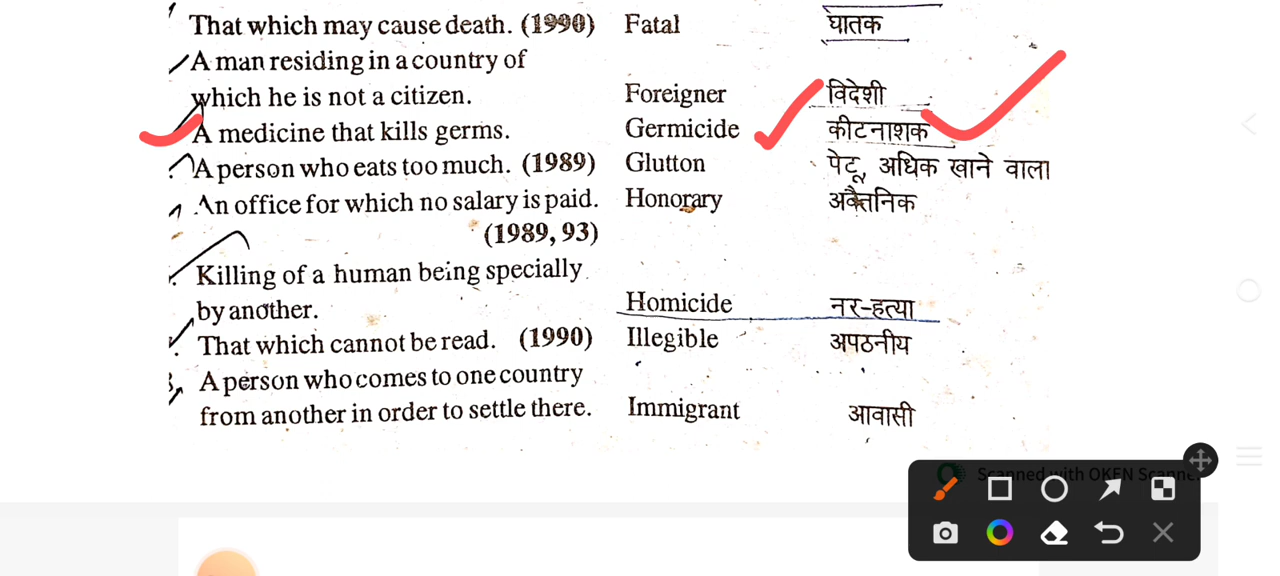 That which may cause death. (1990) Fatal घातक
A man residing in a country of
which he is not a citizen. Foreigner विदेशी
A medicine that kills germs. Germicide कीटनाशक
A person who eats too much. (1989) Glutton पेटू, अधिक खाने वाला
An office for which no salary is paid. Honorary अवैतनिक
(1989, 93)
Killing of a human being specially
by another. Homicide नर-हत्या
That which cannot be read. (1990) Illegible अपठनीय
A person who comes to one country
from another in order to settle there. Immigrant आवासी
Scanned with OKEN Scanner